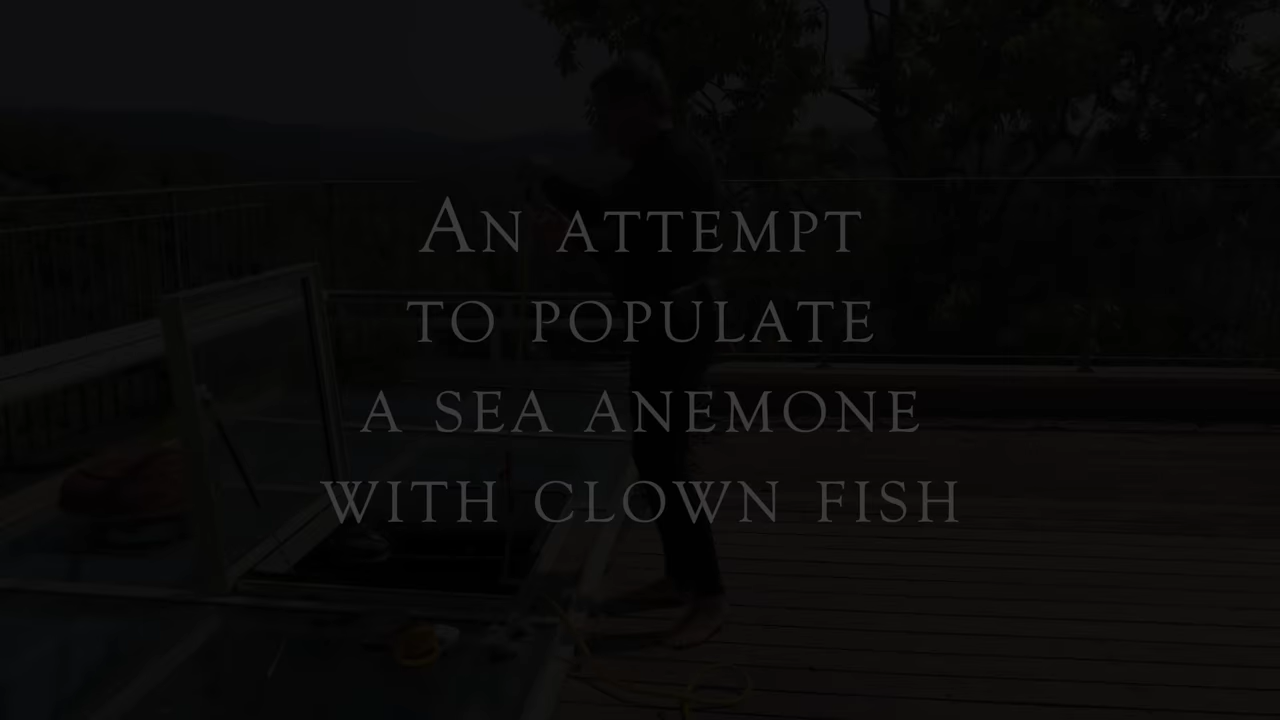 An attempt
to populate
a sea anemone
with clown fish